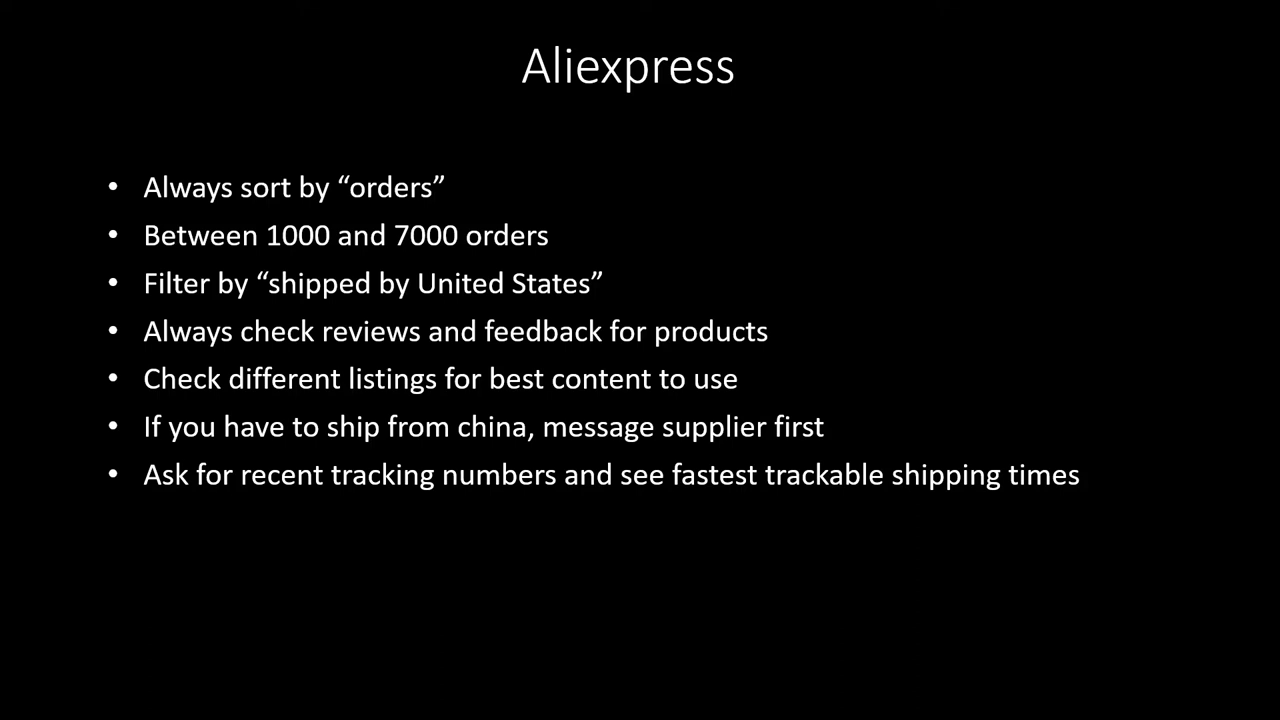 Aliexpress
• Always sort by “orders”
• Between 1000 and 7000 orders
• Filter by “shipped by United States”
• Always check reviews and feedback for products
• Check different listings for best content to use
• If you have to ship from china, message supplier first
• Ask for recent tracking numbers and see fastest trackable shipping times